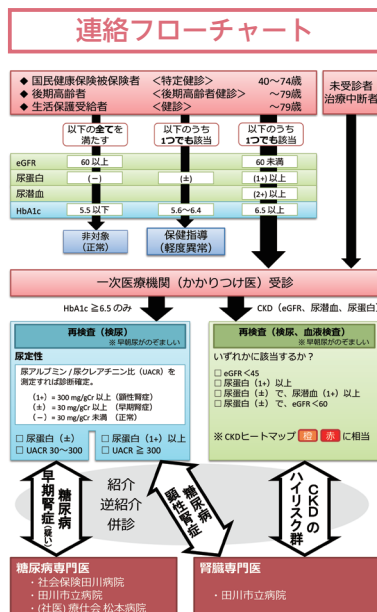 連絡フローチャート
◆ 国民健康保険被保険者 ＜特定健診＞ 40～74歳
◆ 後期高齢者 ＜後期高齢者健診＞ ～79歳
◆ 生活保護受給者 ＜健診＞ ～79歳
未受診者
治療中断者
以下の全てを
満たす
以下のうち
1つでも該当
以下のうち
1つでも該当
eGFR 60 以上 60 未満
尿蛋白 (－) (±) (1+) 以上
尿潜血 (2+) 以上
HbA1c 5.5 以下 5.6～6.4 6.5 以上
非対象
(正常)
保健指導
(軽度異常)
一次医療機関（かかりつけ医）受診
HbA1c ≧6.5 のみ
CKD（eGFR、尿潜血、尿蛋白）
再検査（検尿）
※ 早朝尿がのぞましい
尿定性
尿アルブミン / 尿クレアチニン比（UACR）を
測定すれば診断確定。
(1+) = 300 mg/gCr 以上（顕性腎症）
(±) = 30 mg/gCr 以上（早期腎症）
(－) = 30 mg/gCr 未満（正常）
□ 尿蛋白（±）
□ UACR 30～300
□ 尿蛋白（1+）以上
□ UACR ≧ 300
再検査（検尿、血液検査）
※ 早朝尿がのぞましい
いずれかに該当するか？
□ eGFR＜45
□ 尿蛋白（1+）以上
□ 尿蛋白（±）で、尿潜血（1+）以上
□ 尿蛋白（±）で、eGFR＜60
※ CKDヒートマップ 橙 赤 に相当
糖尿病
早期腎症（疑い）
紹介
逆紹介
併診
糖尿病
顕性腎症
CKDの
ハイリスク群
糖尿病専門医
・社会保険田川病院
・田川市立病院
・(社医) 療仕会 松本病院
腎臓専門医
・田川市立病院